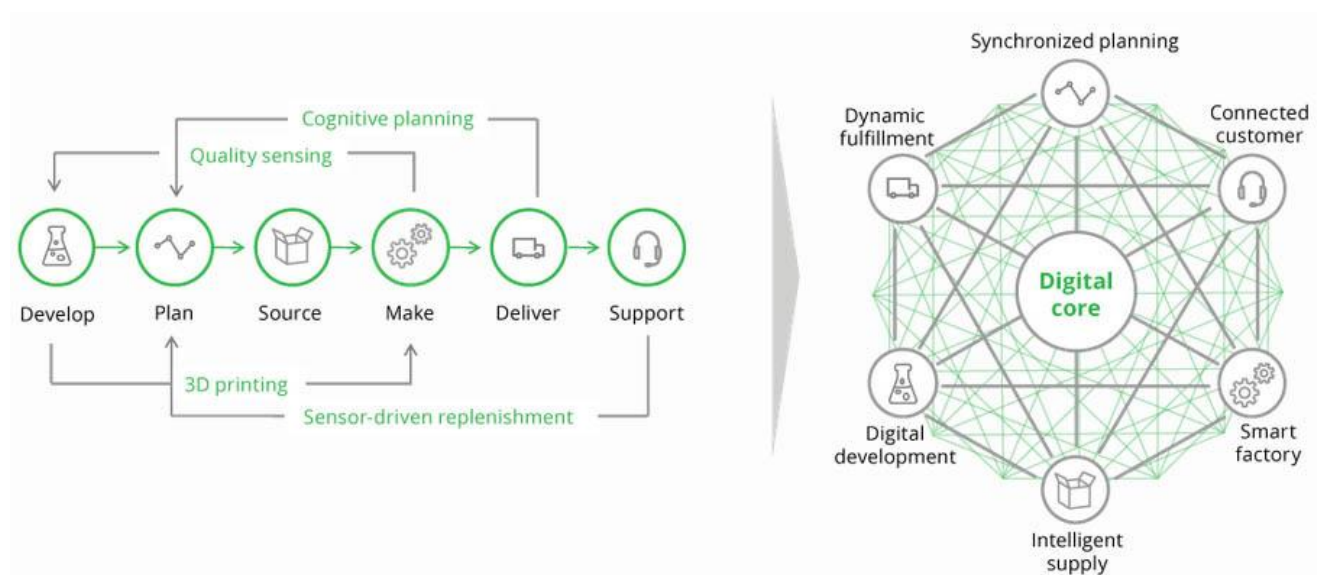 Cognitive planning
Quality sensing
Develop
Plan
Source
Make
Deliver
Support
3D printing
Sensor-driven replenishment
Synchronized planning
Dynamic
fulfillment
Connected
customer
Digital
core
Digital
development
Smart
factory
Intelligent
supply